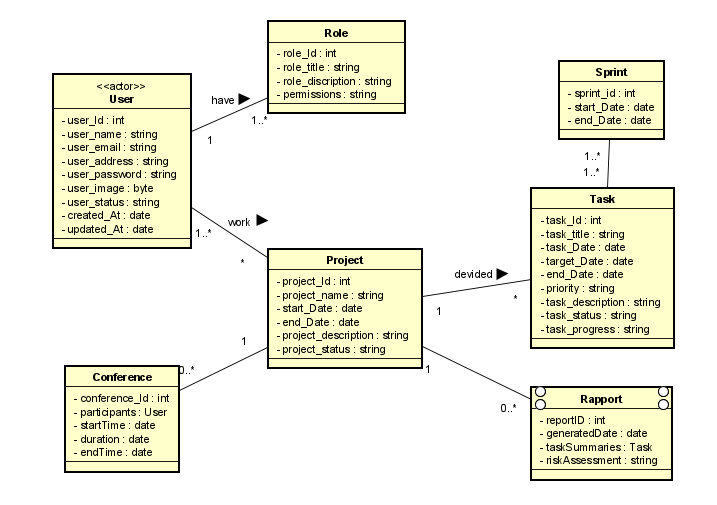 Role
- role_Id : int
- role_title : string
- role_discription : string
- permissions : string
<<actor>>
User
- user_Id : int
- user_name : string
- user_email : string
- user_address : string
- user_password : string
- user_image : byte
- user_status : string
- created_At : date
- updated_At : date
have ▶
1
1..*
Sprint
- sprint_id : int
- start_Date : date
- end_Date : date
1..*
1..*
Task
- task_Id : int
- task_title : string
- task_Date : date
- target_Date : date
- end_Date : date
- priority : string
- task_description : string
- task_status : string
- task_progress : string
work ▶
1..*
*
Project
- project_Id : int
- project_name : string
- start_Date : date
- end_Date : date
- project_description : string
- project_status : string
devided ▶
1
*
1
0..*
Conference
- conference_Id : int
- participants : User
- startTime : date
- duration : date
- endTime : date
1
0..*
Rapport
- reportID : int
- generatedDate : date
- taskSummaries : Task
- riskAssessment : string